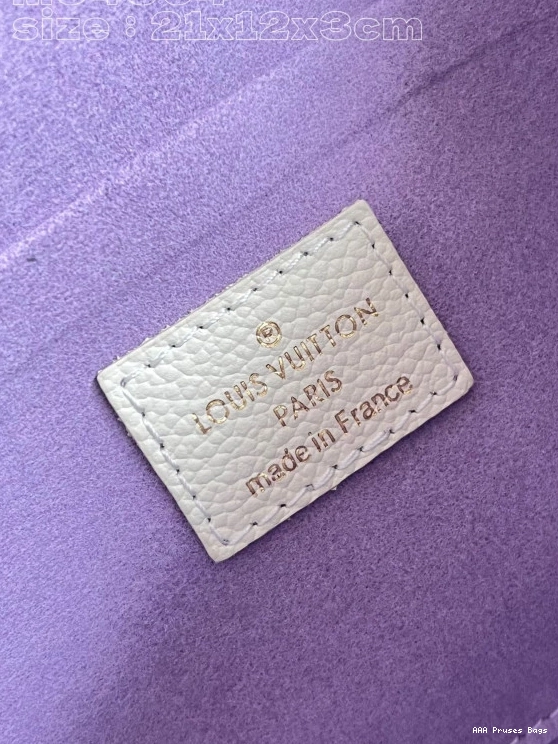 size : 21x12x3cm
®
LOUIS VUITTON
PARIS
made in France
AAA Pruses Bags